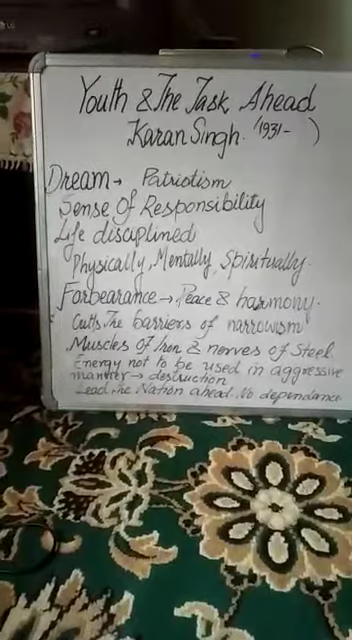 Youth & The Task Ahead
Karan Singh. (1931- )
Dream → Patriotism
Sense Of Responsibility
Life disciplined
Physically, Mentally, Spiritually.
Forbearance → Peace & harmony.
Cutts The barriers of narrowism
Muscles of Iron & nerves of Steel
Energy not to be used in aggressive
manner → destruction
Lead the Nation ahead. No dependance